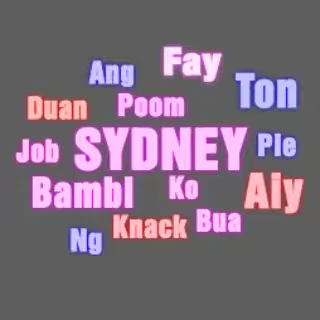 Fay
Ang
Ton
Duan Poom
Job SYDNEY Ple
Bambi Ko Aiy
Knack Bua
Ng